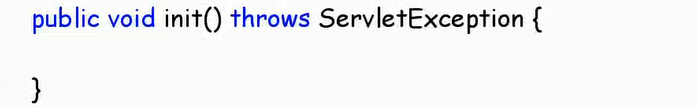 public void init() throws ServletException {
}